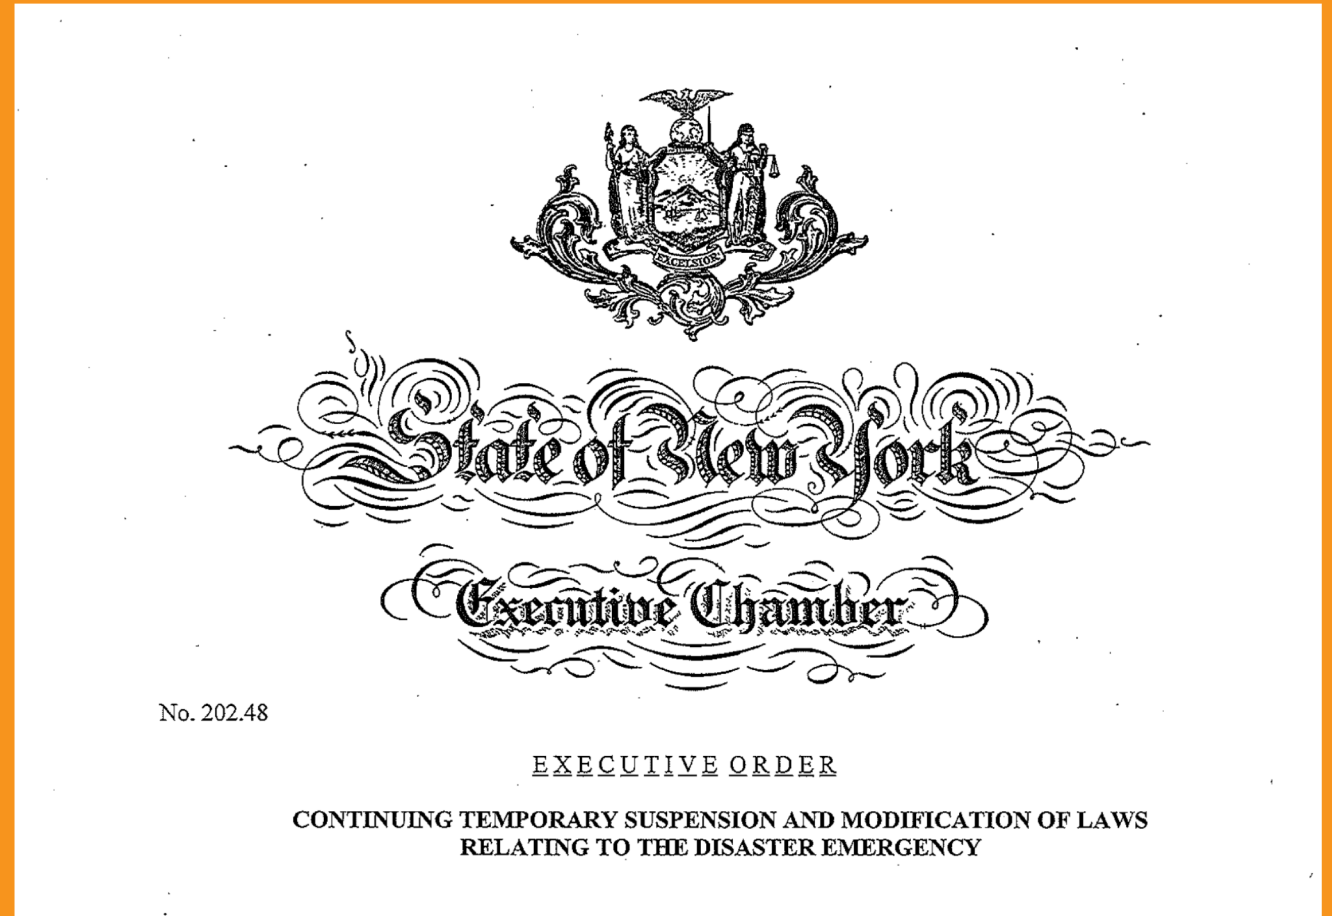 EXCELSIOR
State of New York
Executive Chamber
No. 202.48
EXECUTIVE ORDER
CONTINUING TEMPORARY SUSPENSION AND MODIFICATION OF LAWS
RELATING TO THE DISASTER EMERGENCY